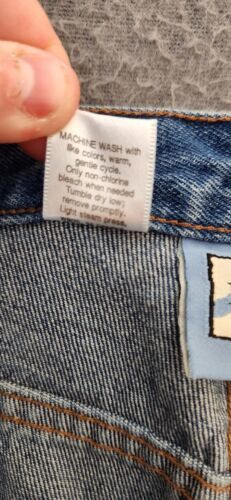 MACHINE WASH with
like colors, warm,
gentle cycle.
Only non-chlorine
bleach when needed
Tumble dry low;
remove promptly.
Light steam press.